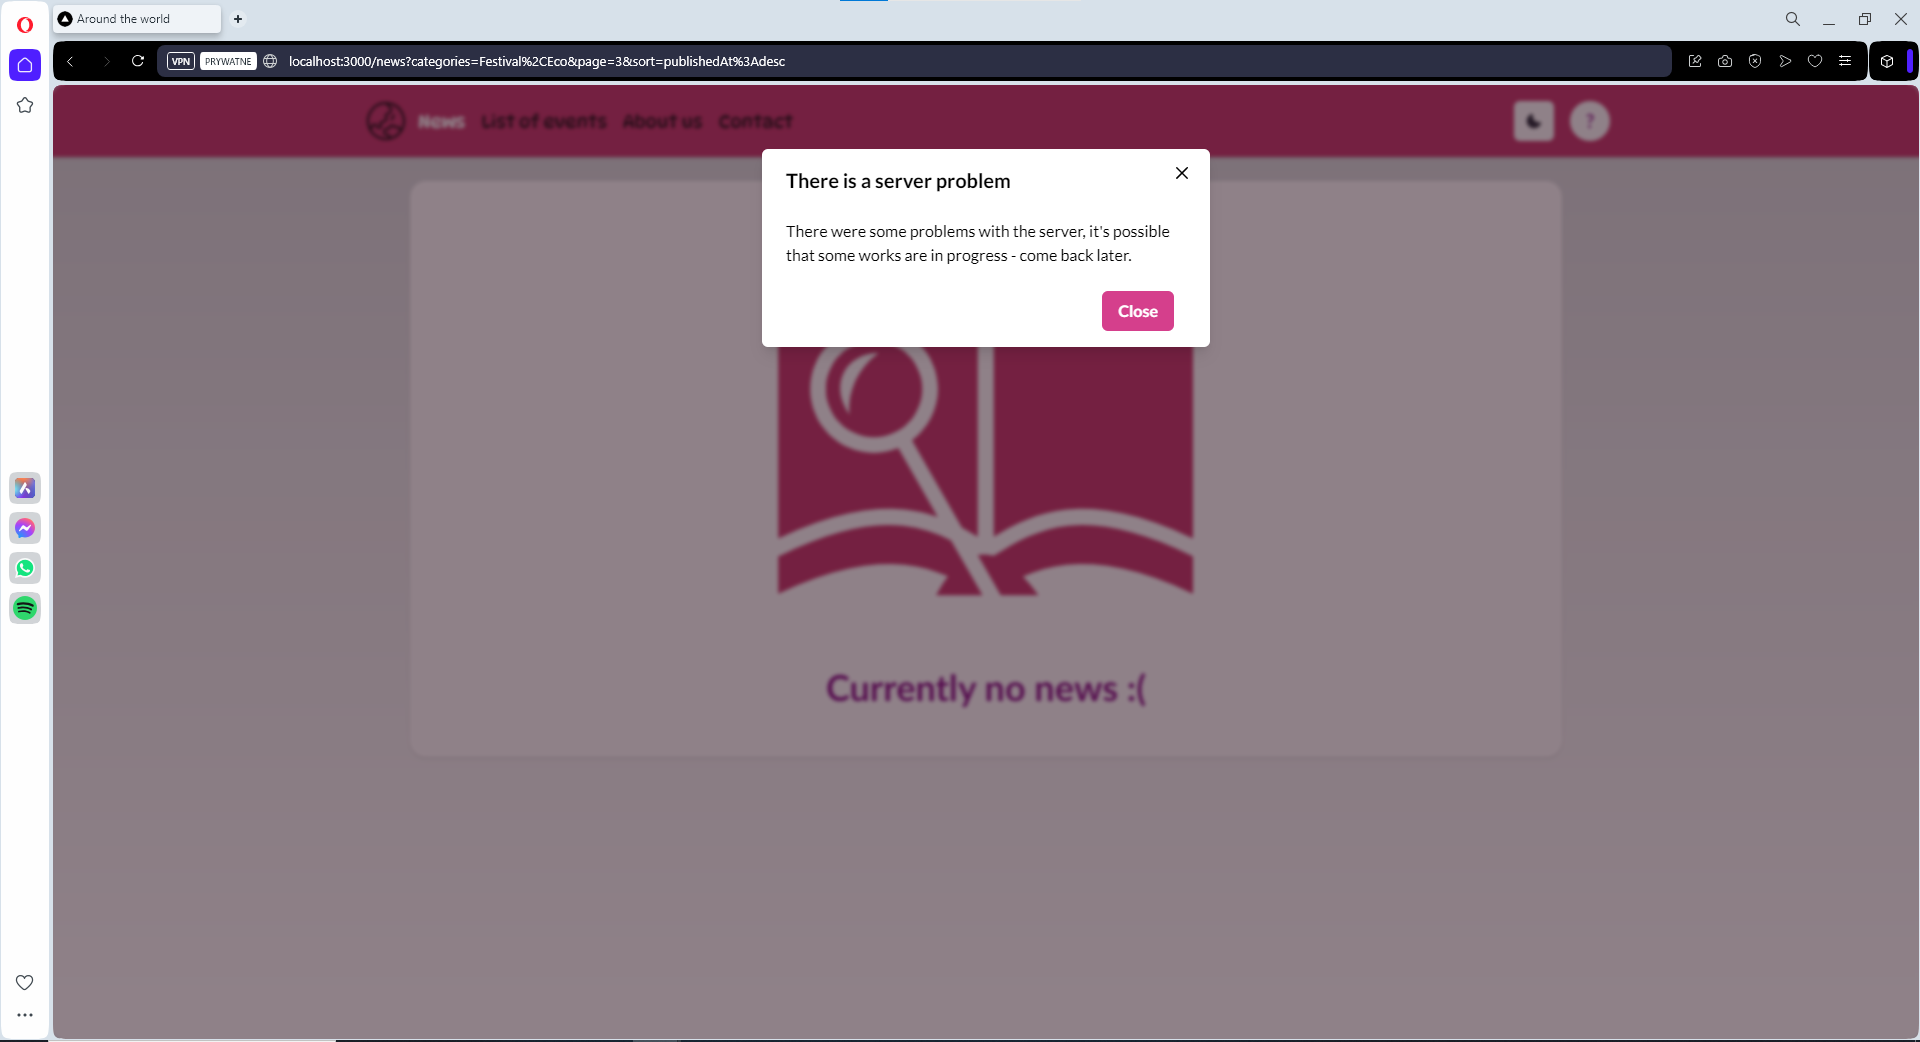 Around the world
VPN
PRYWATNE
localhost:3000/news?categories=Festival%2CEco&page=3&sort=publishedAt%3Adesc
News List of events About us Contact
?
There is a server problem
There were some problems with the server, it's possible
that some works are in progress - come back later.
Close
Currently no news :(